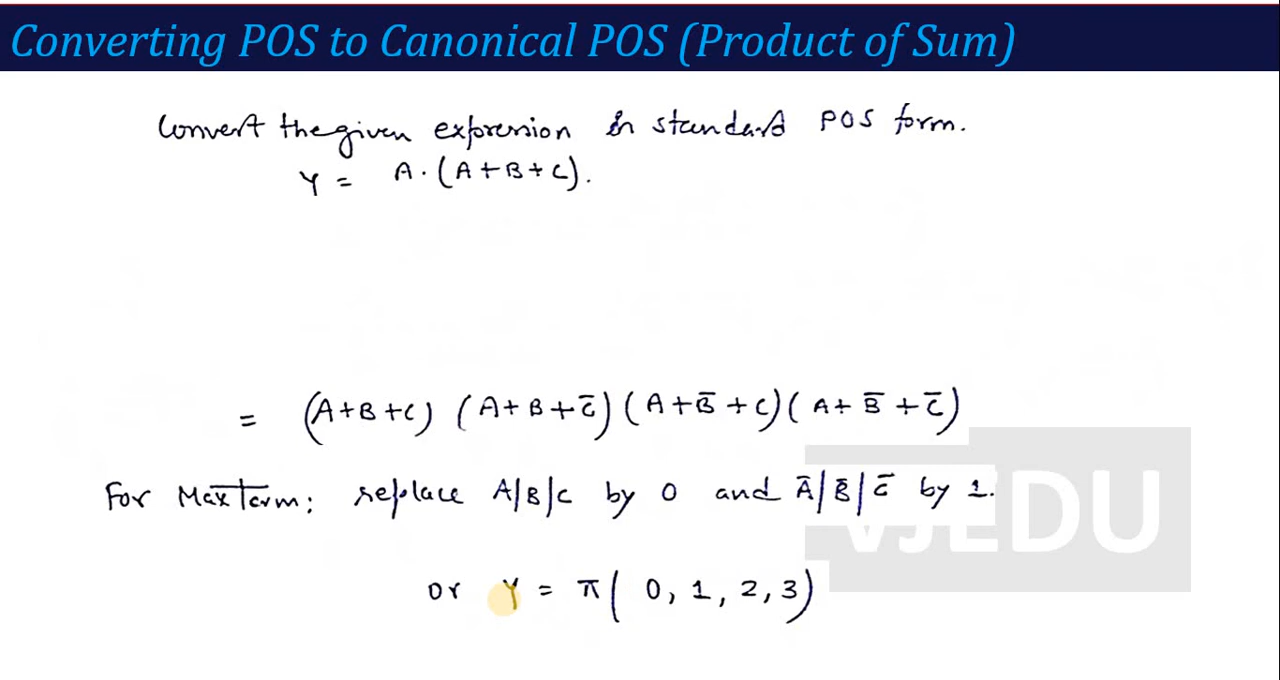 Converting POS to Canonical POS (Product of Sum)
Convert the given expression in standard POS form.
Y = A.(A+B+C).
= (A+B+C) (A+B+C̅) (A+B̅+C) (A+B̅+C̅)
For MaxTerm: replace A/B/C by 0 and A̅/B̅/C̅ by 1.
VJEDU
Or Y = π( 0, 1, 2, 3)